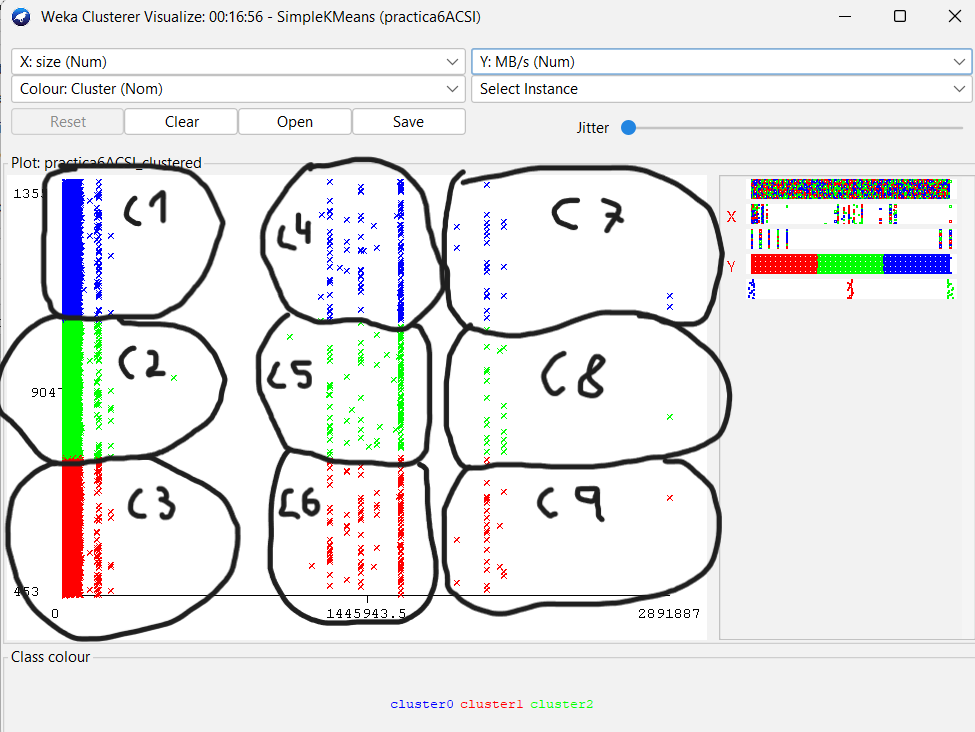 Weka Clusterer Visualize: 00:16:56 - SimpleKMeans (practica6ACSI)
X: size (Num) Y: MB/s (Num)
Colour: Cluster (Nom) Select Instance
Reset Clear Open Save Jitter
Plot: practica6ACSI_clustered
135
C1 C4 C7
X
Y
C2 C5 C8
904
C3 C6 C9
453
0 1445943.5 2891887
Class colour
cluster0 cluster1 cluster2